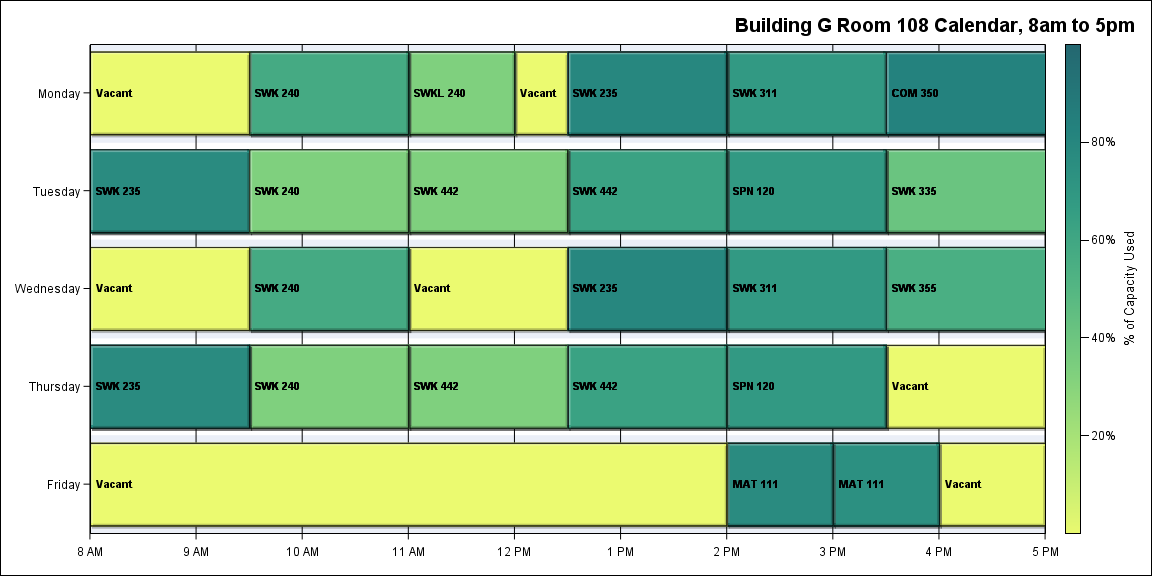 Building G Room 108 Calendar, 8am to 5pm
Monday
Vacant
SWK 240
SWKL 240
Vacant
SWK 235
SWK 311
COM 350
Tuesday
SWK 235
SWK 240
SWK 442
SWK 442
SPN 120
SWK 335
Wednesday
Vacant
SWK 240
Vacant
SWK 235
SWK 311
SWK 355
Thursday
SWK 235
SWK 240
SWK 442
SWK 442
SPN 120
Vacant
Friday
Vacant
MAT 111
MAT 111
Vacant
8 AM
9 AM
10 AM
11 AM
12 PM
1 PM
2 PM
3 PM
4 PM
5 PM
80%
60%
40%
20%
% of Capacity Used